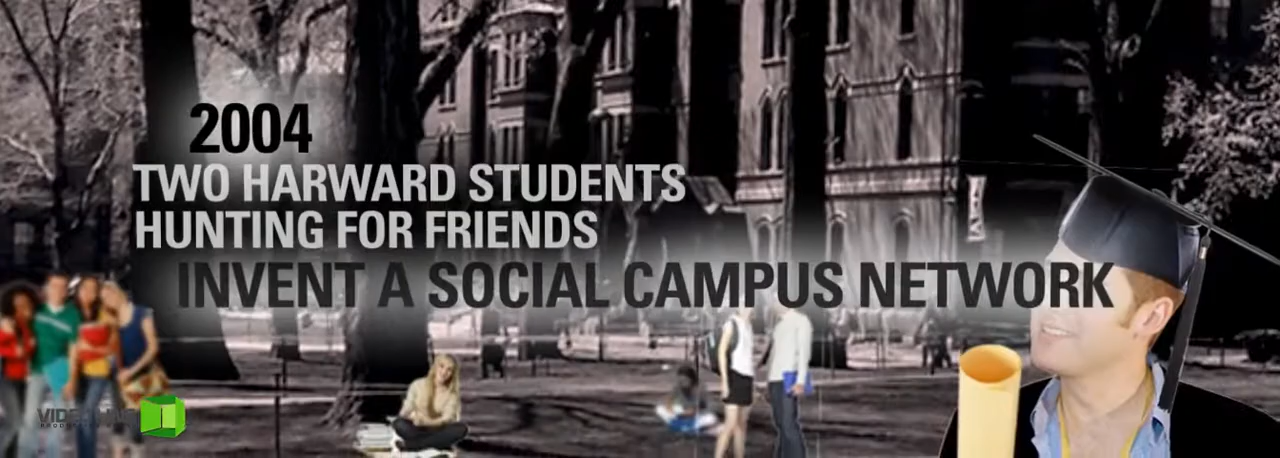 2004
TWO HARWARD STUDENTS
HUNTING FOR FRIENDS
INVENT A SOCIAL CAMPUS NETWORK